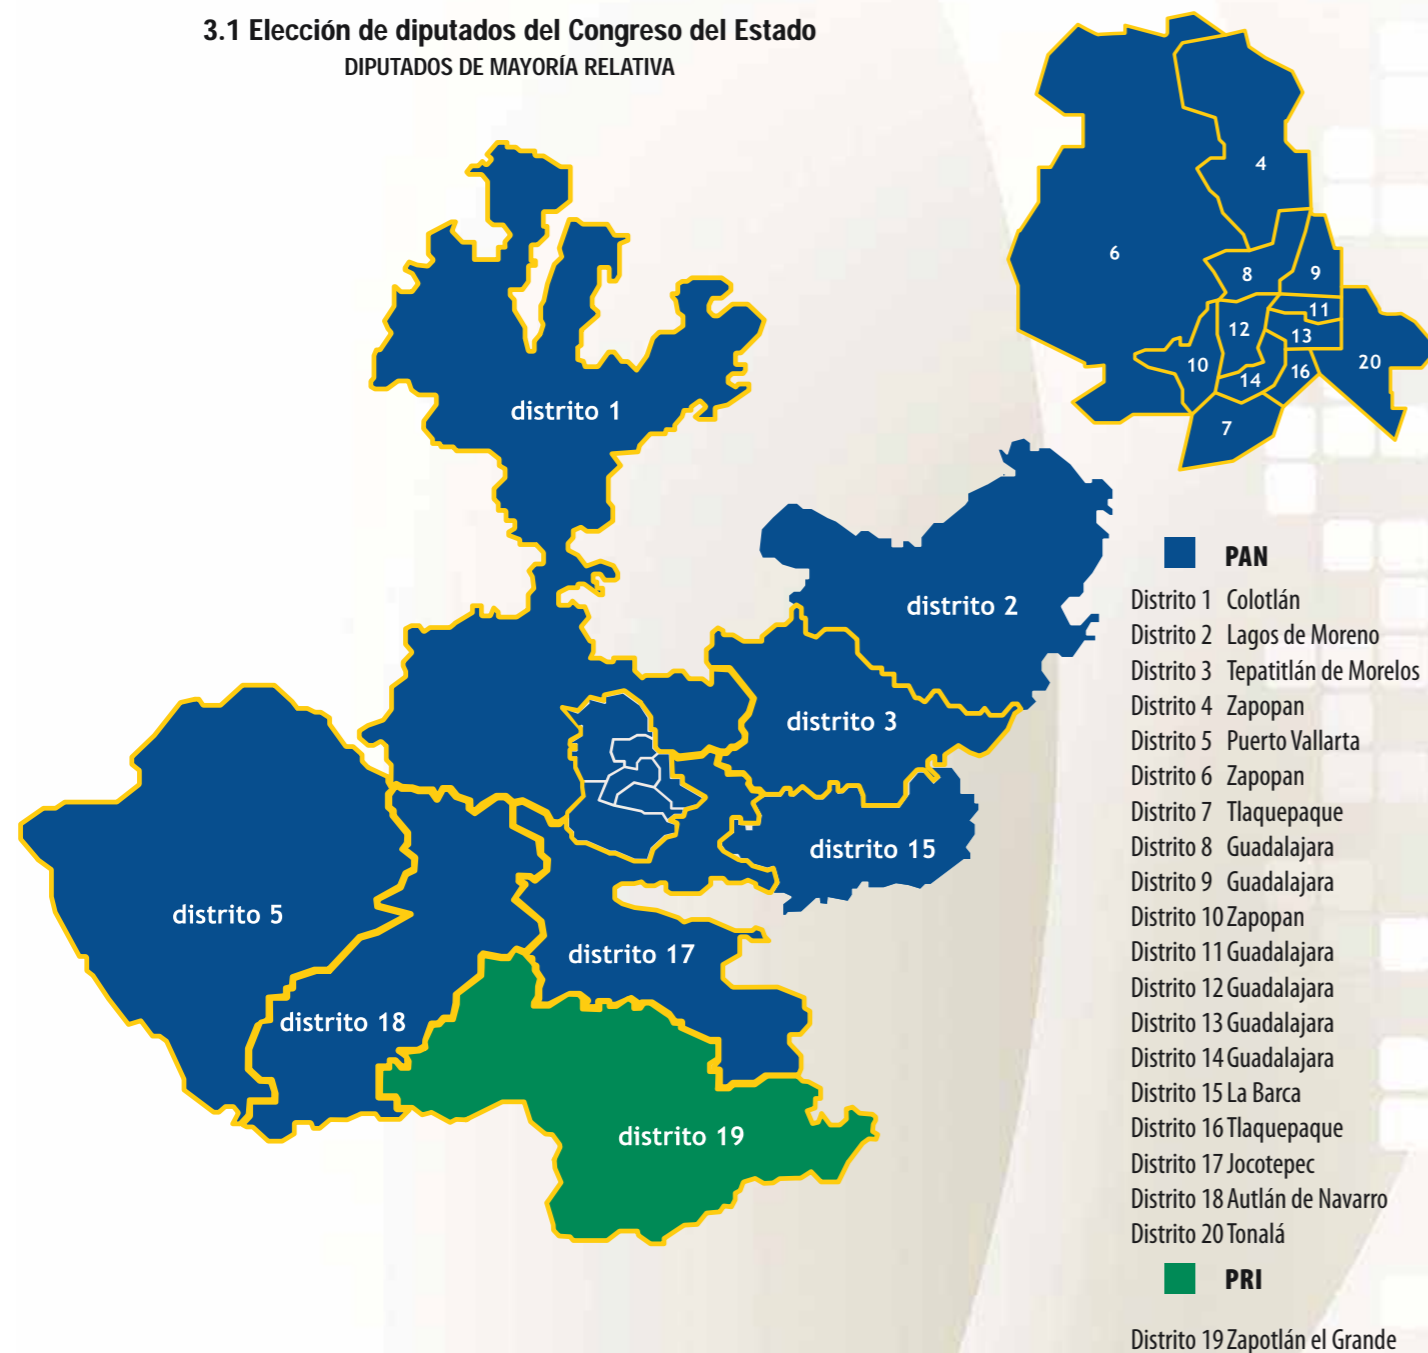 3.1 Elección de diputados del Congreso del Estado
DIPUTADOS DE MAYORÍA RELATIVA
4
6
8
9
11
12
13
10
14
16
20
7
distrito 1
distrito 2
distrito 3
distrito 15
distrito 5
distrito 17
distrito 18
distrito 19
PAN
Distrito 1 Colotlán
Distrito 2 Lagos de Moreno
Distrito 3 Tepatitlán de Morelos
Distrito 4 Zapopan
Distrito 5 Puerto Vallarta
Distrito 6 Zapopan
Distrito 7 Tlaquepaque
Distrito 8 Guadalajara
Distrito 9 Guadalajara
Distrito 10 Zapopan
Distrito 11 Guadalajara
Distrito 12 Guadalajara
Distrito 13 Guadalajara
Distrito 14 Guadalajara
Distrito 15 La Barca
Distrito 16 Tlaquepaque
Distrito 17 Jocotepec
Distrito 18 Autlán de Navarro
Distrito 20 Tonalá
PRI
Distrito 19 Zapotlán el Grande